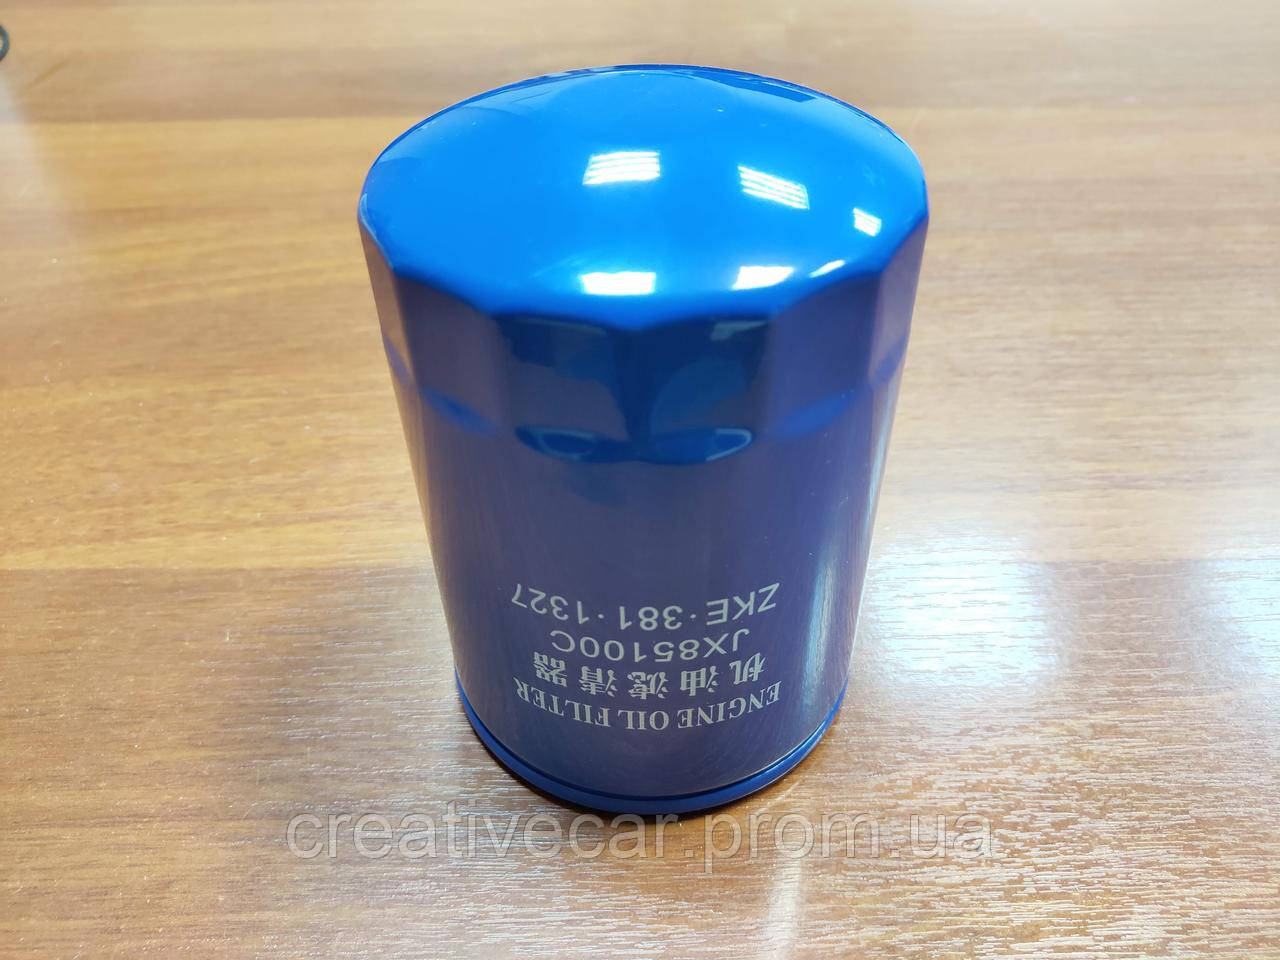 ENGINE OIL FILTER
机油滤清器
JX85100C
ZKE·381·1327
creativecar.prom.ua